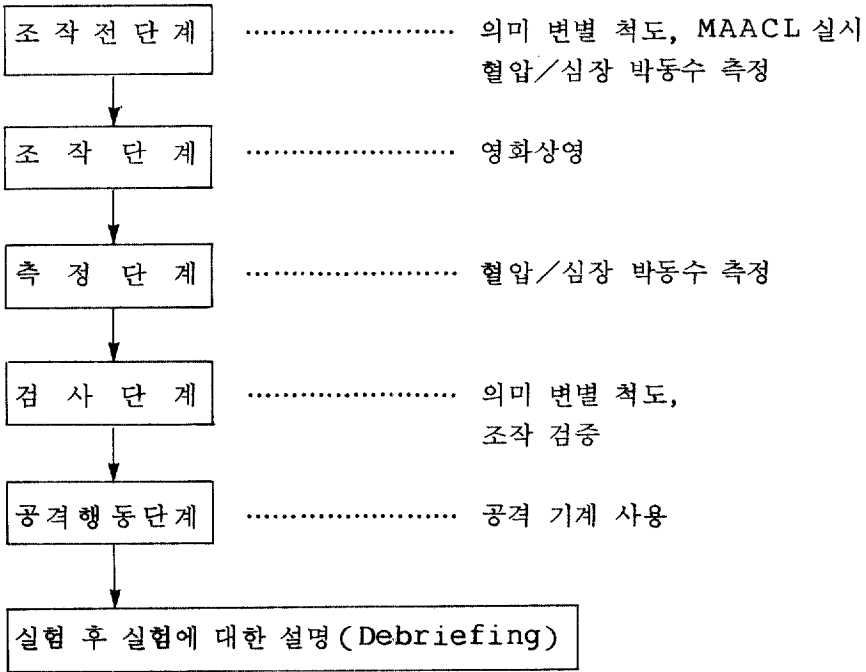 조 작 전 단 계 ························ 의미 변별 척도, MAACL 실시
혈압／심장 박동수 측정
조 작 단 계 ························ 영화상영
측 정 단 계 ························ 혈압／심장 박동수 측정
검 사 단 계 ························ 의미 변별 척도,
조작 검증
공격행동단계 ························ 공격 기계 사용
실험 후 실험에 대한 설명(Debriefing)